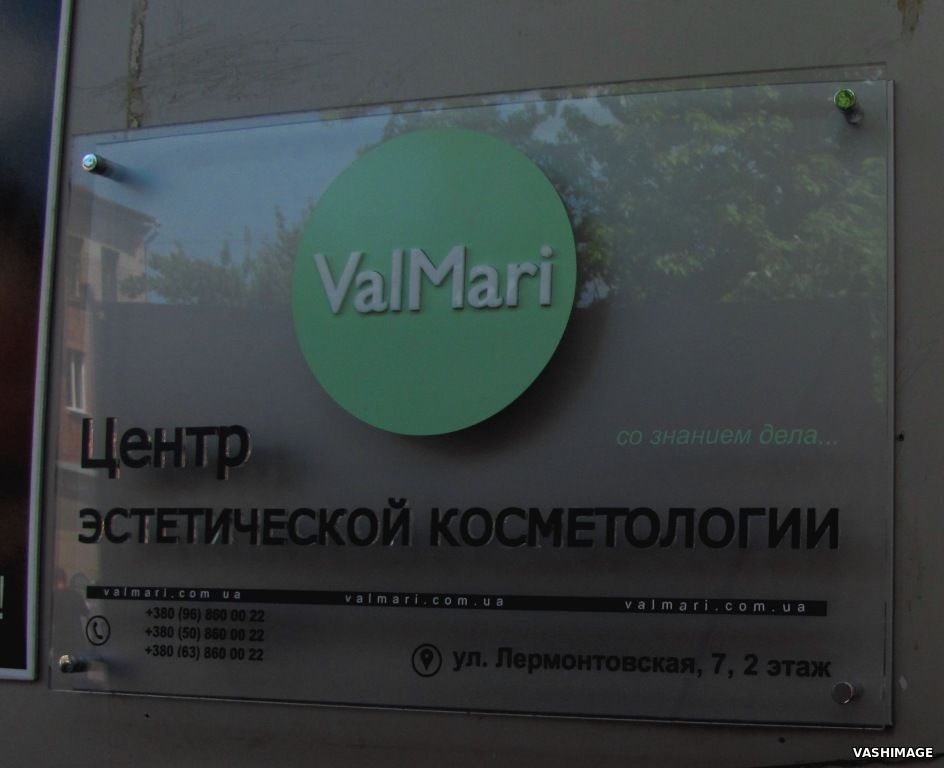 ValMari
Центр
со знанием дела...
ЭСТЕТИЧЕСКОЙ КОСМЕТОЛОГИИ
valmari.com ua
valmari.com.ua
valmari.com.ua
+380 (96) 860 00 22
+380 (50) 860 00 22
+380 (63) 860 00 22
ул. Лермонтовская, 7, 2 этаж
!
VASHIMAGE